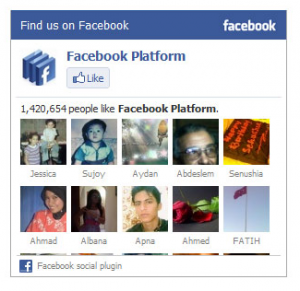 Find us on Facebook facebook
Facebook Platform
Like
1,420,654 people like Facebook Platform.
Jessica Sujoy Aydan Abdeslem Senushia
Ahmad Albana Apna Ahmed FATIH
Facebook social plugin